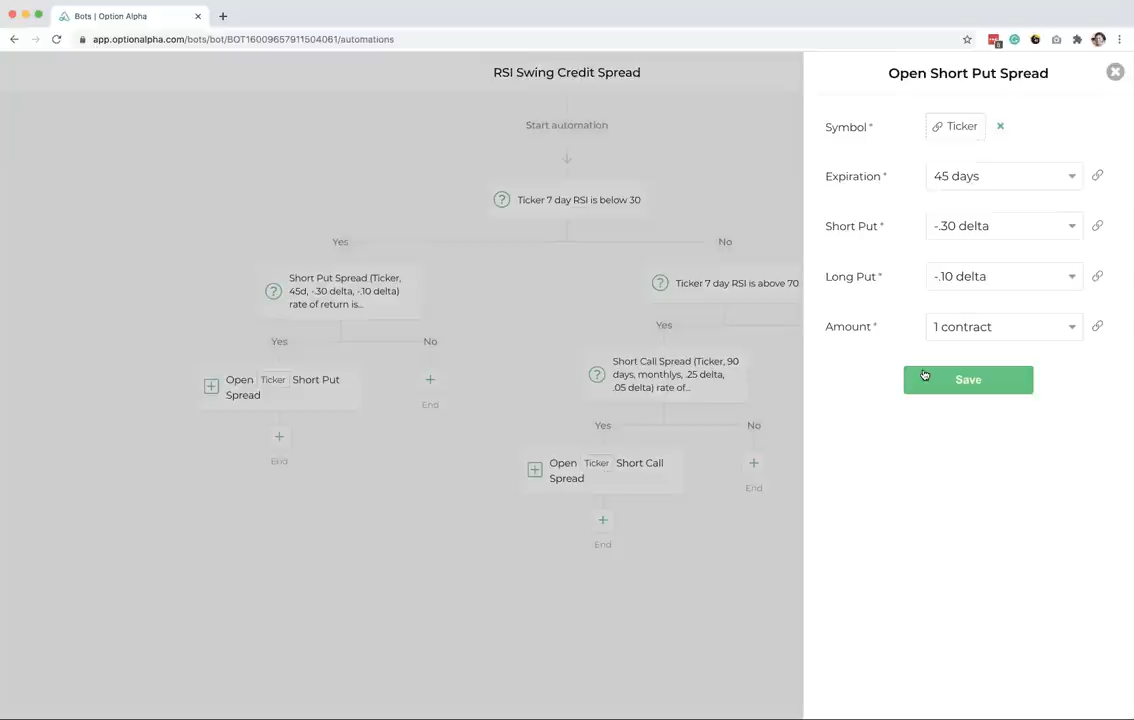 Bots | Option Alpha
app.optionalpha.com/bots/bot/BOT16009657911504061/automations
RSI Swing Credit Spread
Start automation
Ticker 7 day RSI is below 30
Yes
No
Short Put Spread (Ticker,
45d, -.30 delta, -.10 delta)
rate of return is...
Ticker 7 day RSI is above 70
Yes
No
Yes
Open Ticker Short Put
Spread
End
Short Call Spread (Ticker, 90
days, monthlys, .25 delta,
.05 delta) rate of...
Yes
No
End
Open Ticker Short Call
Spread
End
End
Open Short Put Spread
Symbol* Ticker
Expiration* 45 days
Short Put* -.30 delta
Long Put* -.10 delta
Amount* 1 contract
Save